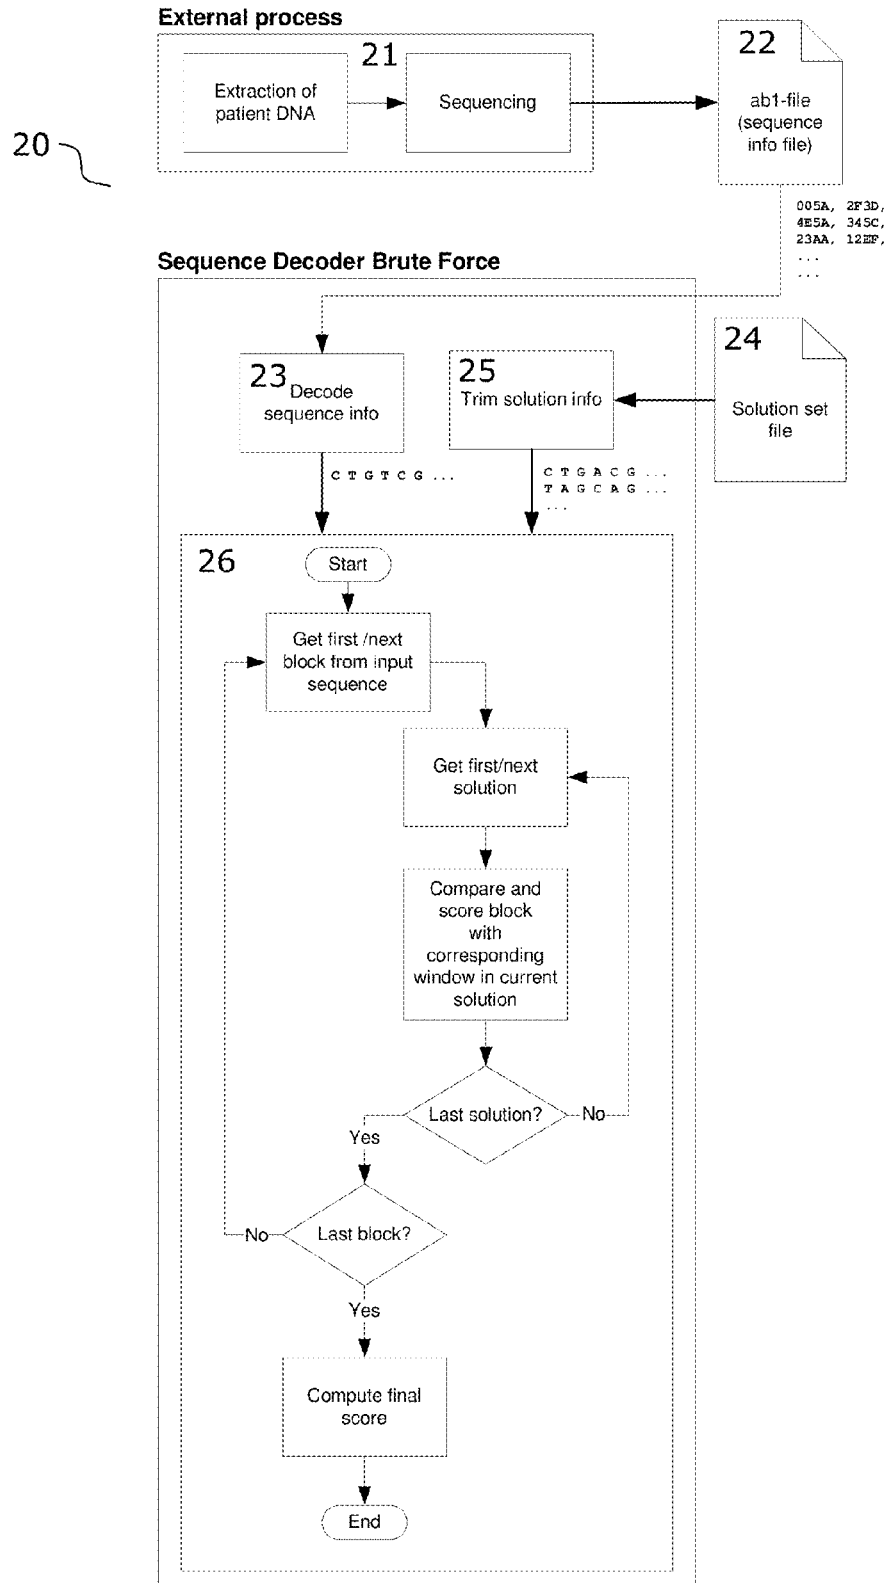 External process
21
Extraction of
patient DNA
Sequencing
22
ab1-file
(sequence
info file)
20
005A, 2F3D,
4E5A, 345C,
23AA, 12EF,
...
...
Sequence Decoder Brute Force
23
Decode
sequence info
25
Trim solution info
24
Solution set
file
C T G T C G ...
C T G A C G ...
T A G C A G ...
...
26
Start
Get first /next
block from input
sequence
Get first/next
solution
Compare and
score block
with
corresponding
window in current
solution
Last solution?
No
Yes
Last block?
No
Yes
Compute final
score
End